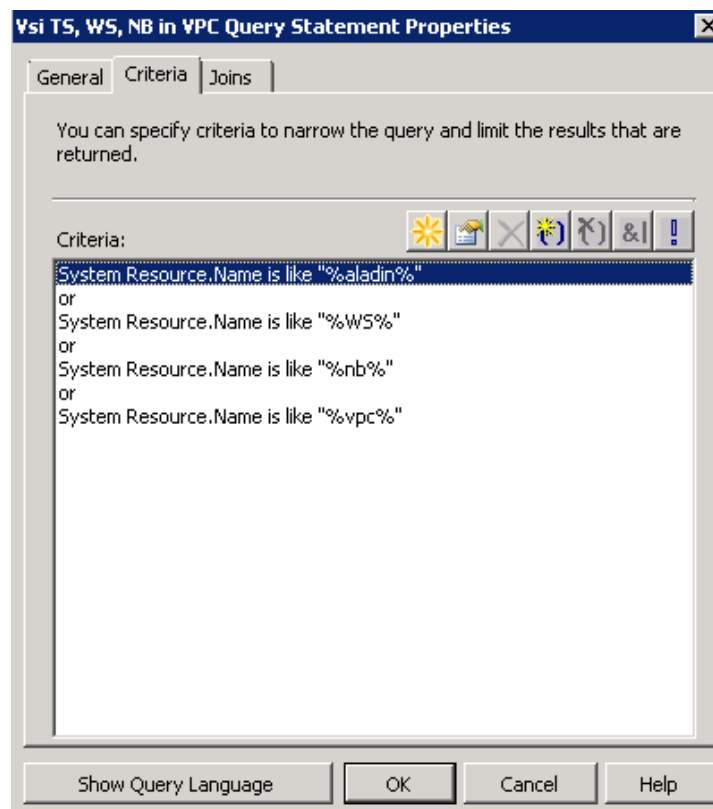 Vsi TS, WS, NB in VPC Query Statement Properties
General Criteria Joins
You can specify criteria to narrow the query and limit the results that are
returned.
Criteria:
&|
System Resource.Name is like "%aladin%"
or
System Resource.Name is like "%WS%"
or
System Resource.Name is like "%nb%"
or
System Resource.Name is like "%vpc%"
Show Query Language OK Cancel Help